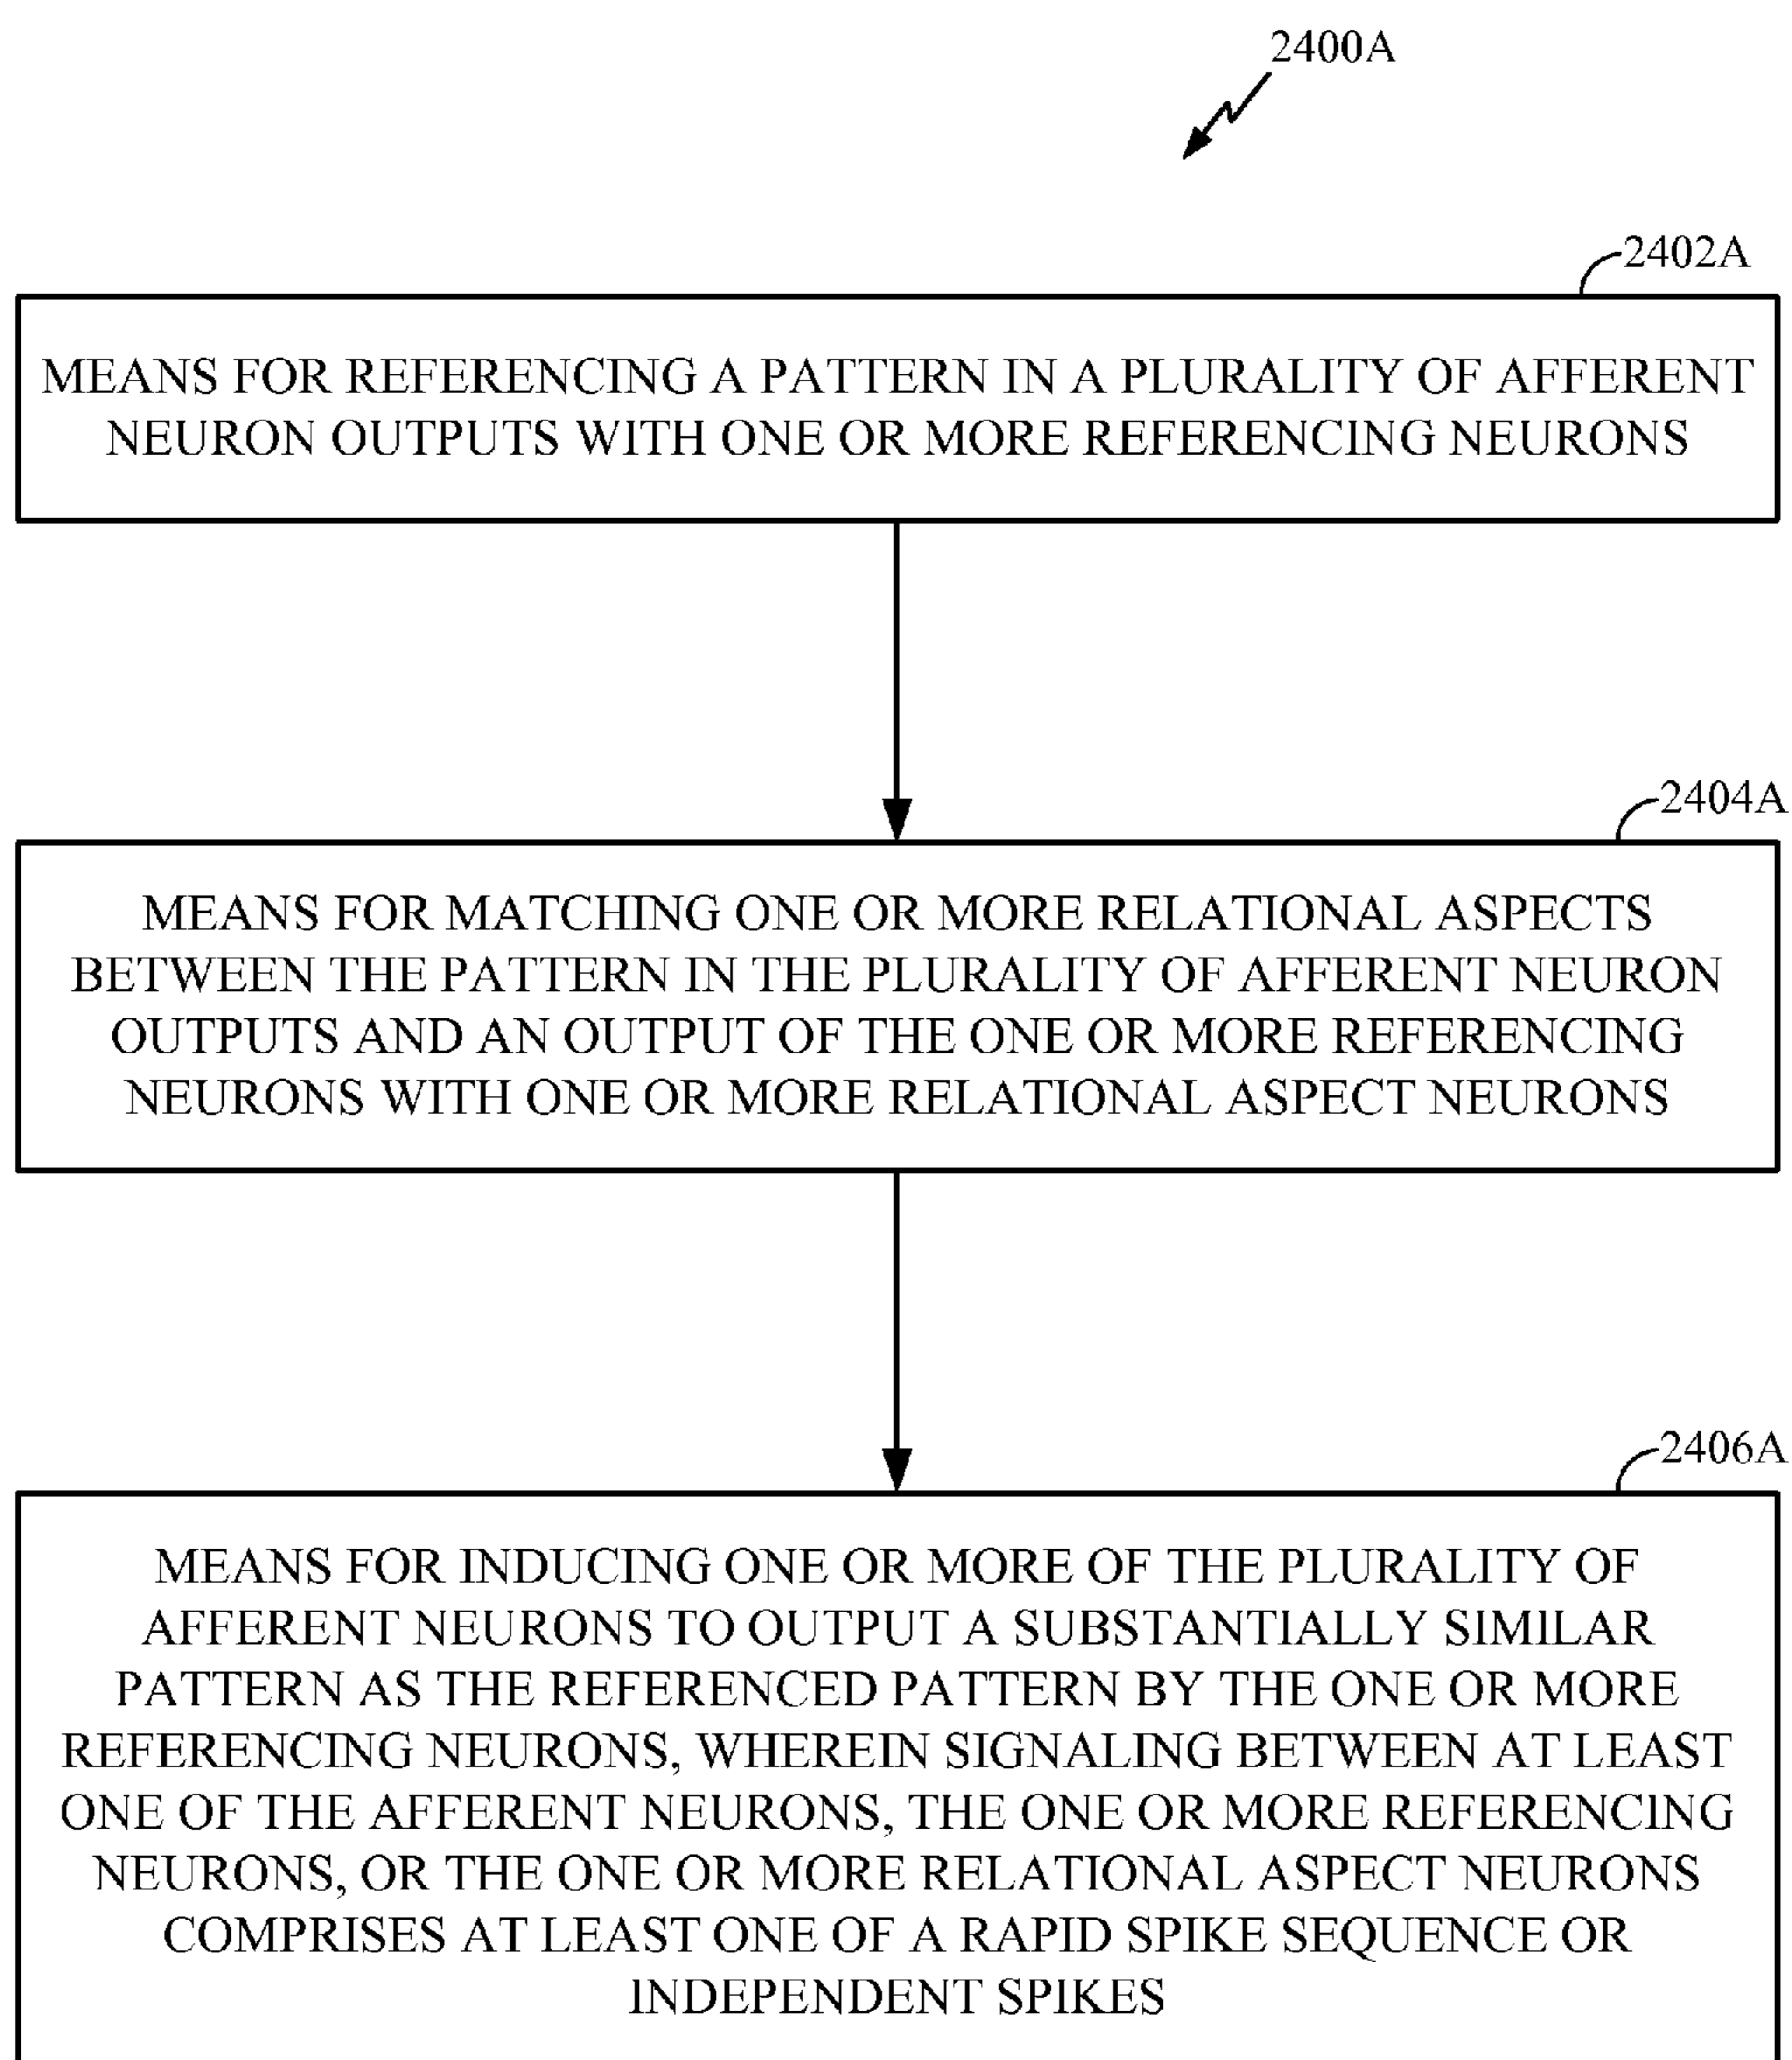 2400A
2402A
MEANS FOR REFERENCING A PATTERN IN A PLURALITY OF AFFERENT
NEURON OUTPUTS WITH ONE OR MORE REFERENCING NEURONS
2404A
MEANS FOR MATCHING ONE OR MORE RELATIONAL ASPECTS
BETWEEN THE PATTERN IN THE PLURALITY OF AFFERENT NEURON
OUTPUTS AND AN OUTPUT OF THE ONE OR MORE REFERENCING
NEURONS WITH ONE OR MORE RELATIONAL ASPECT NEURONS
2406A
MEANS FOR INDUCING ONE OR MORE OF THE PLURALITY OF
AFFERENT NEURONS TO OUTPUT A SUBSTANTIALLY SIMILAR
PATTERN AS THE REFERENCED PATTERN BY THE ONE OR MORE
REFERENCING NEURONS, WHEREIN SIGNALING BETWEEN AT LEAST
ONE OF THE AFFERENT NEURONS, THE ONE OR MORE REFERENCING
NEURONS, OR THE ONE OR MORE RELATIONAL ASPECT NEURONS
COMPRISES AT LEAST ONE OF A RAPID SPIKE SEQUENCE OR
INDEPENDENT SPIKES